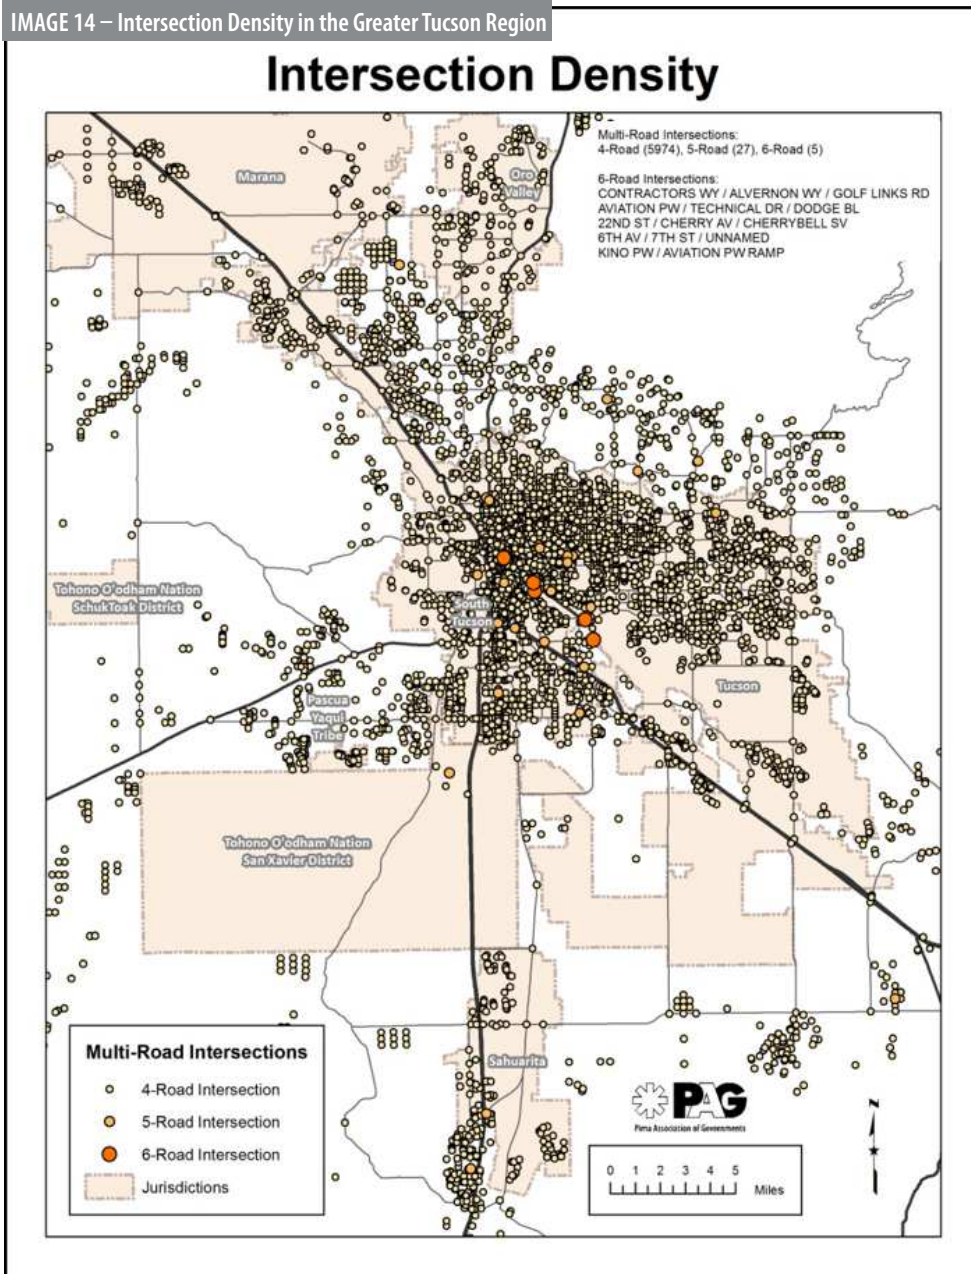 IMAGE 14 – Intersection Density in the Greater Tucson Region
Intersection Density
Multi-Road Intersections:
4-Road (5974), 5-Road (27), 6-Road (5)
6-Road Intersections:
CONTRACTORS WY / ALVERNON WY / GOLF LINKS RD
AVIATION PW / TECHNICAL DR / DODGE BL
22ND ST / CHERRY AV / CHERRYBELL SV
6TH AV / 7TH ST / UNNAMED
KINO PW / AVIATION PW RAMP
Marana
Oro
Valley
Tohono O'odham Nation
SchukToak District
South
Tucson
Tucson
Pascua
Yaqui
Tribe
Tohono O'odham Nation
San Xavier District
Sahuarita
Multi-Road Intersections
4-Road Intersection
5-Road Intersection
6-Road Intersection
Jurisdictions
PAG
Pima Association of Governments
N
0 1 2 3 4 5
Miles